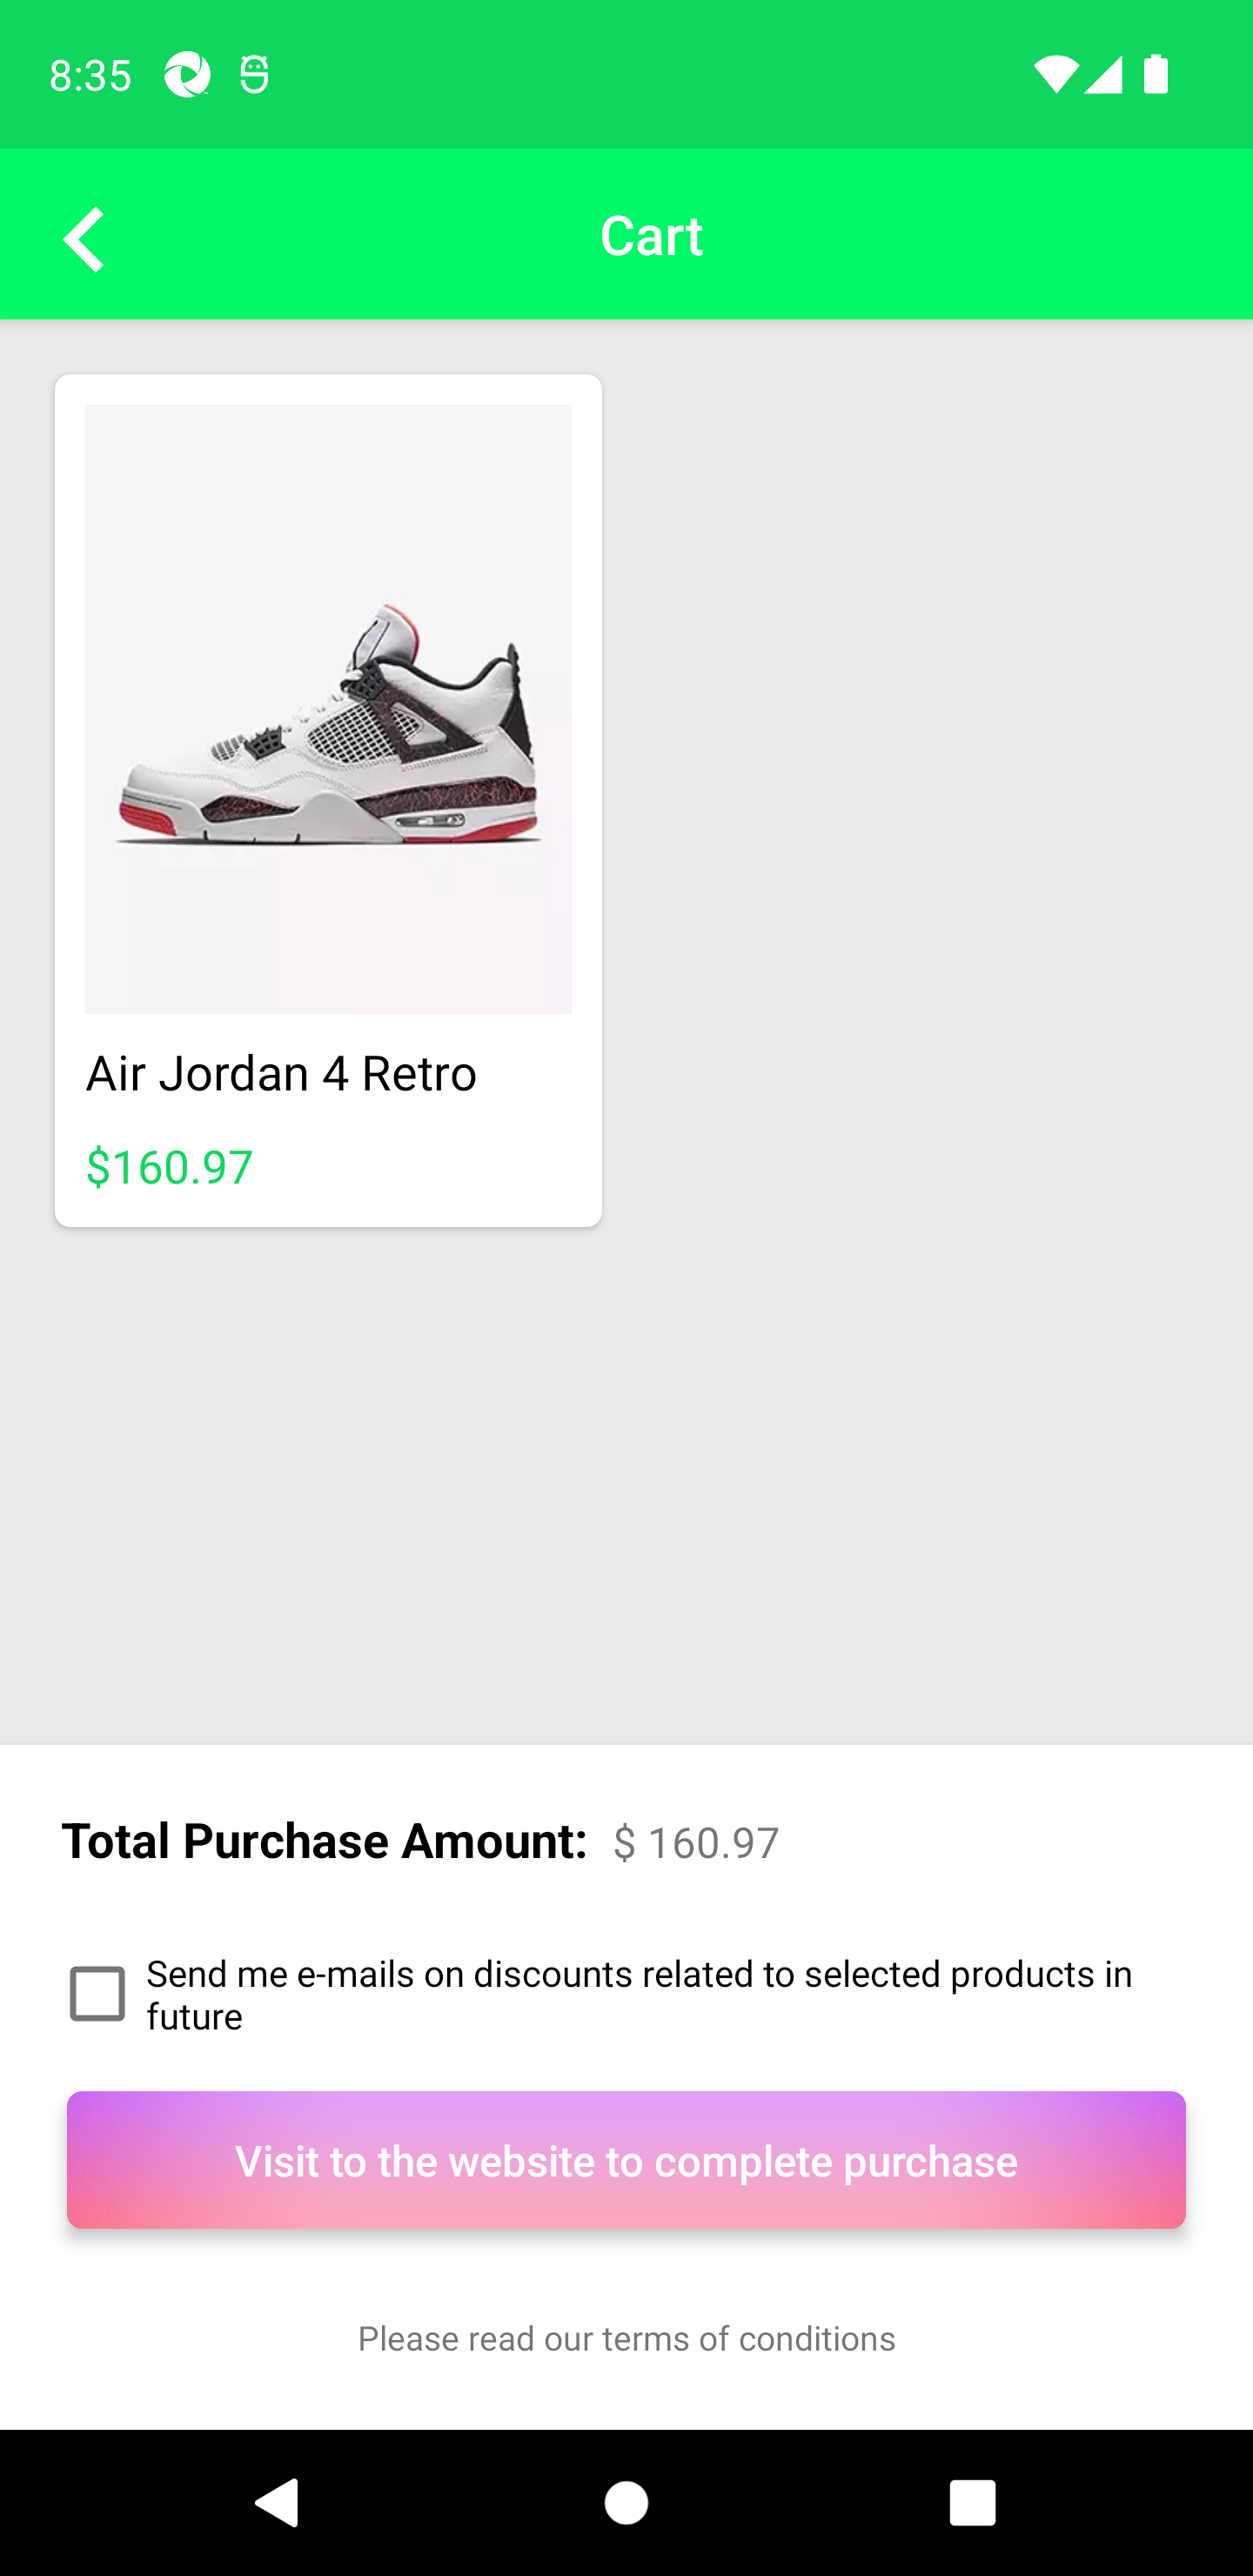 8:35
Cart
Air Jordan 4 Retro
$160.97
Total Purchase Amount: $ 160.97
Send me e-mails on discounts related to selected products in
future
Visit to the website to complete purchase
Please read our terms of conditions